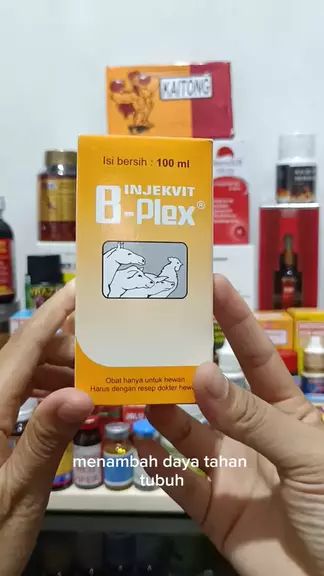 KAITONG
Isi bersih : 100 ml
INJEKVIT
B-Plex®
Obat hanya untuk hewan
Harus dengan resep dokter hewan
menambah daya tahan
tubuh